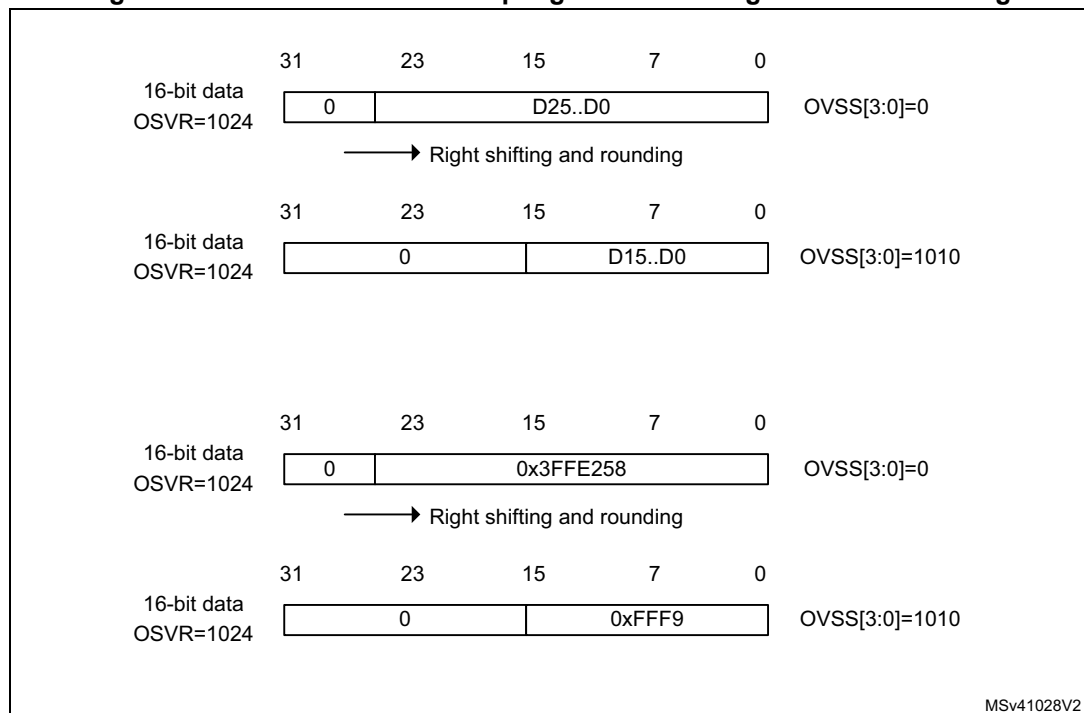 31 23 15 7 0
16-bit data
OSVR=1024
0 D25..D0 OVSS[3:0]=0
Right shifting and rounding
31 23 15 7 0
16-bit data
OSVR=1024
0 D15..D0 OVSS[3:0]=1010
31 23 15 7 0
16-bit data
OSVR=1024
0 0x3FFE258 OVSS[3:0]=0
Right shifting and rounding
31 23 15 7 0
16-bit data
OSVR=1024
0 0xFFF9 OVSS[3:0]=1010
MSv41028V2